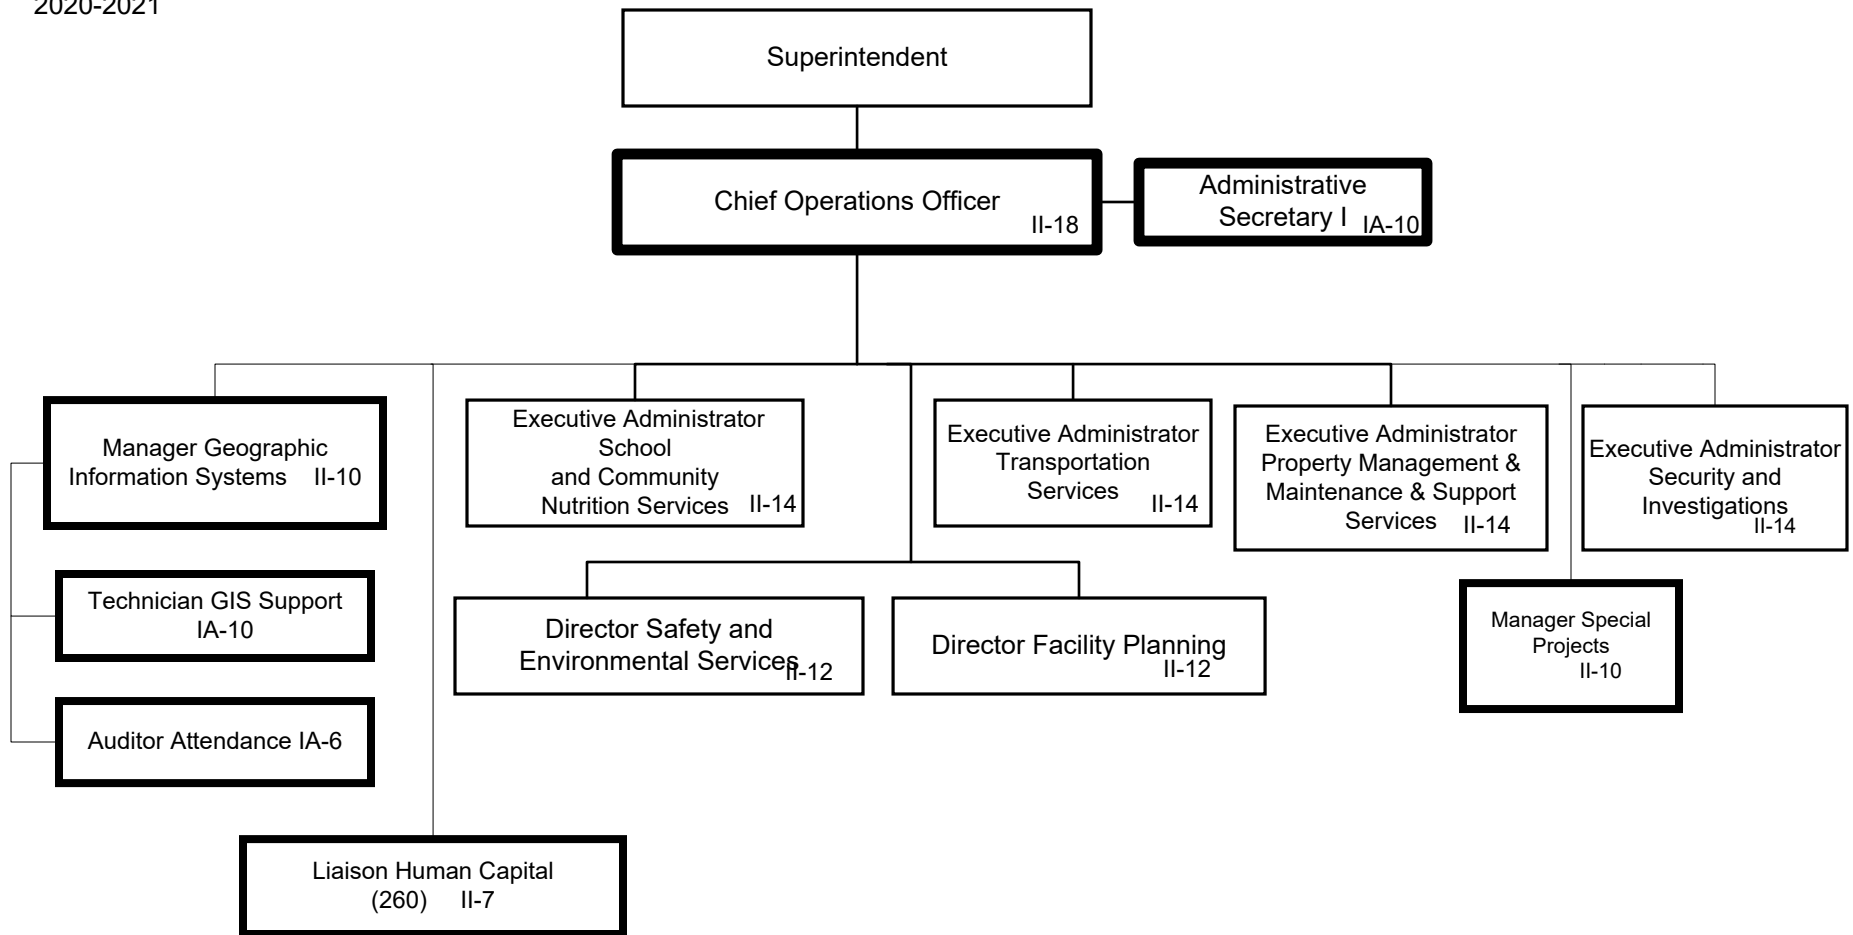 2020-2021
Superintendent
Chief Operations Officer
II-18
Administrative
Secretary I IA-10
Manager Geographic
Information Systems II-10
Executive Administrator
School
and Community
Nutrition Services II-14
Executive Administrator
Transportation
Services
II-14
Executive Administrator
Property Management &
Maintenance & Support
Services II-14
Executive Administrator
Security and
Investigations
II-14
Technician GIS Support
IA-10
Director Safety and
Environmental Services
II-12
Director Facility Planning
II-12
Manager Special
Projects
II-10
Auditor Attendance IA-6
Liaison Human Capital
(260) II-7